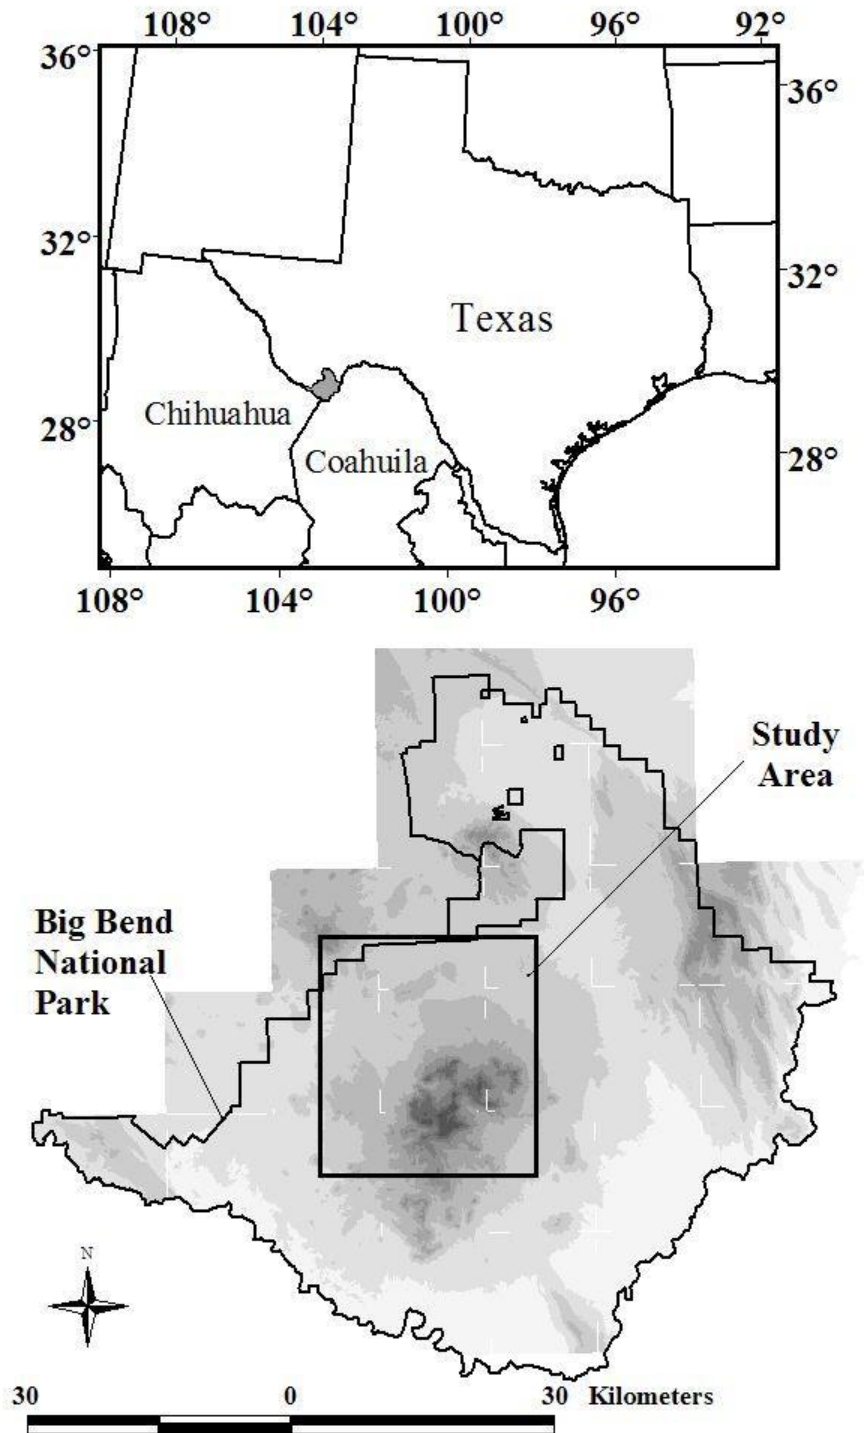 108° 104° 100° 96° 92°
36°
36°
32°
32°
Texas
Chihuahua
28°
Coahuila
28°
108° 104° 100° 96°
Study
Area
Big Bend
National
Park
N
30 0 30 Kilometers